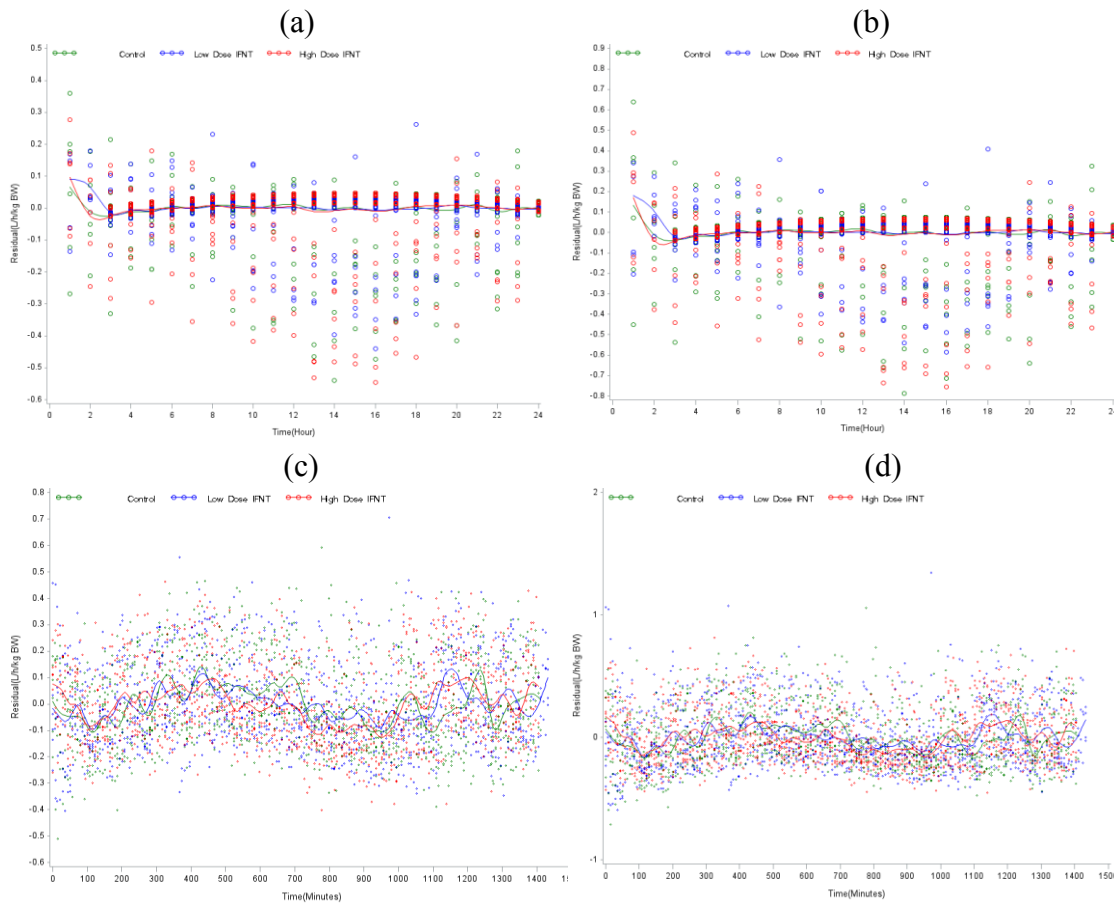 (a)
0.5
Control Low Dose IFNT High Dose IFNT
0.4
0.3
0.2
0.1
0.0
-0.1
-0.2
-0.3
-0.4
-0.5
-0.6
Residual(L/h/kg BW)
0 2 4 6 8 10 12 14 16 18 20 22 24
Time(Hour)
(b)
0.9
Control Low Dose IFNT High Dose IFNT
0.8
0.7
0.6
0.5
0.4
0.3
0.2
0.1
0.0
-0.1
-0.2
-0.3
-0.4
-0.5
-0.6
-0.7
-0.8
Residual(L/h/kg BW)
0 2 4 6 8 10 12 14 16 18 20 22 24
Time(Hour)
(c)
0.8
Control Low Dose IFNT High Dose IFNT
0.7
0.6
0.5
0.4
0.3
0.2
0.1
0.0
-0.1
-0.2
-0.3
-0.4
-0.5
-0.6
Residual(L/h/kg BW)
0 100 200 300 400 500 600 700 800 900 1000 1100 1200 1300 1400 15
Time(Minutes)
(d)
2
Control Low Dose IFNT High Dose IFNT
1
0
-1
Residual(L/h/kg BW)
0 100 200 300 400 500 600 700 800 900 1000 1100 1200 1300 1400 1500
Time(Minutes)